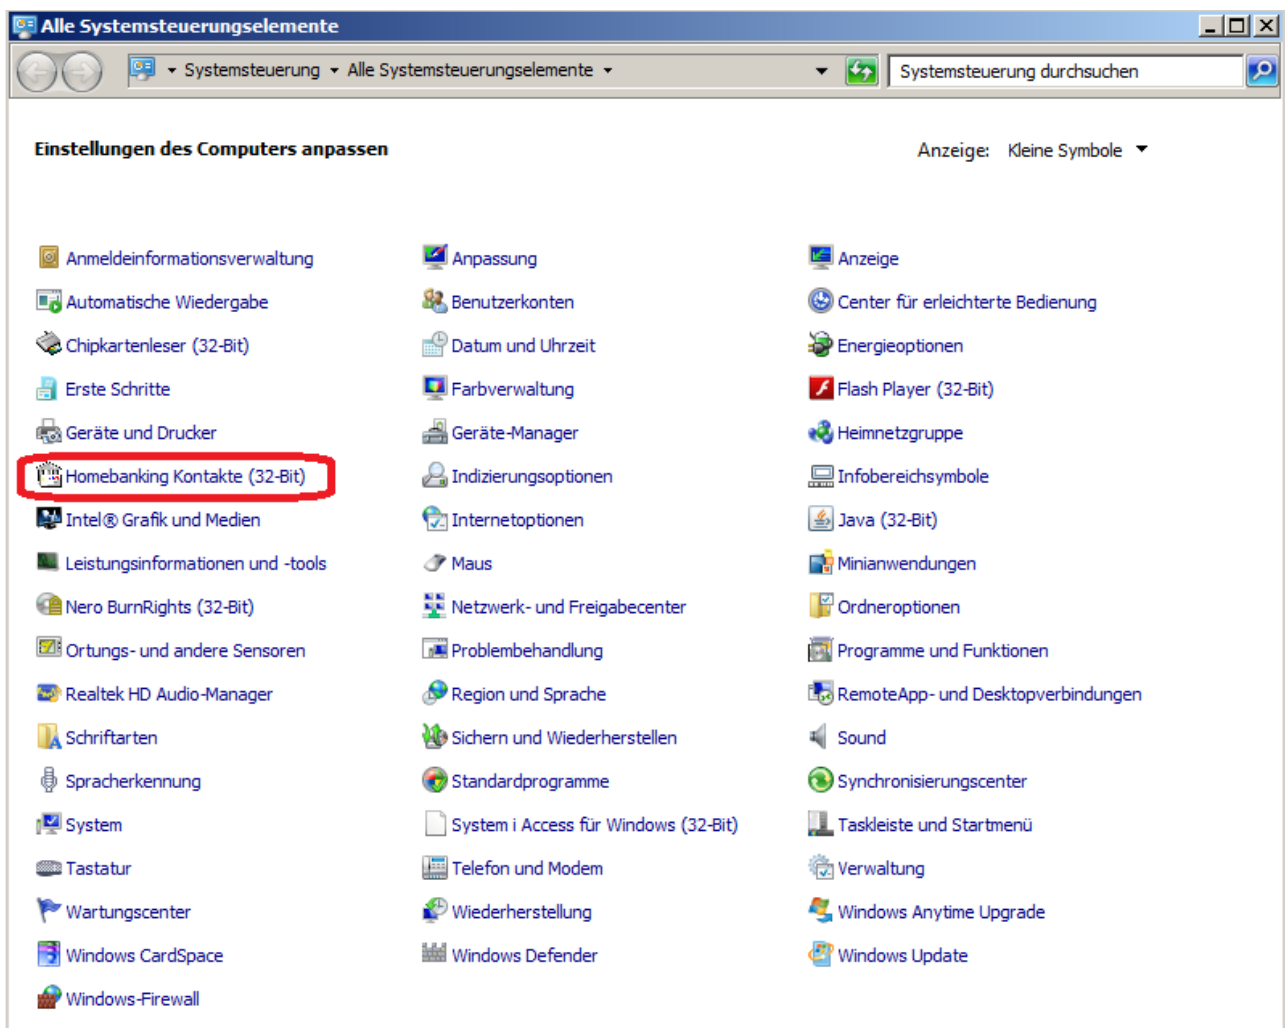 Alle Systemsteuerungselemente
Systemsteuerung Alle Systemsteuerungselemente Systemsteuerung durchsuchen
Einstellungen des Computers anpassen Anzeige: Kleine Symbole
Anmeldeinformationsverwaltung Anpassung Anzeige
Automatische Wiedergabe Benutzerkonten Center für erleichterte Bedienung
Chipkartenleser (32-Bit) Datum und Uhrzeit Energieoptionen
Erste Schritte Farbverwaltung Flash Player (32-Bit)
Geräte und Drucker Geräte-Manager Heimnetzgruppe
Homebanking Kontakte (32-Bit) Indizierungsoptionen Infobereichsymbole
Intel® Grafik und Medien Internetoptionen Java (32-Bit)
Leistungsinformationen und -tools Maus Minianwendungen
Nero BurnRights (32-Bit) Netzwerk- und Freigabecenter Ordneroptionen
Ortungs- und andere Sensoren Problembehandlung Programme und Funktionen
Realtek HD Audio-Manager Region und Sprache RemoteApp- und Desktopverbindungen
Schriftarten Sichern und Wiederherstellen Sound
Spracherkennung Standardprogramme Synchronisierungscenter
System System i Access für Windows (32-Bit) Taskleiste und Startmenü
Tastatur Telefon und Modem Verwaltung
Wartungscenter Wiederherstellung Windows Anytime Upgrade
Windows CardSpace Windows Defender Windows Update
Windows-Firewall